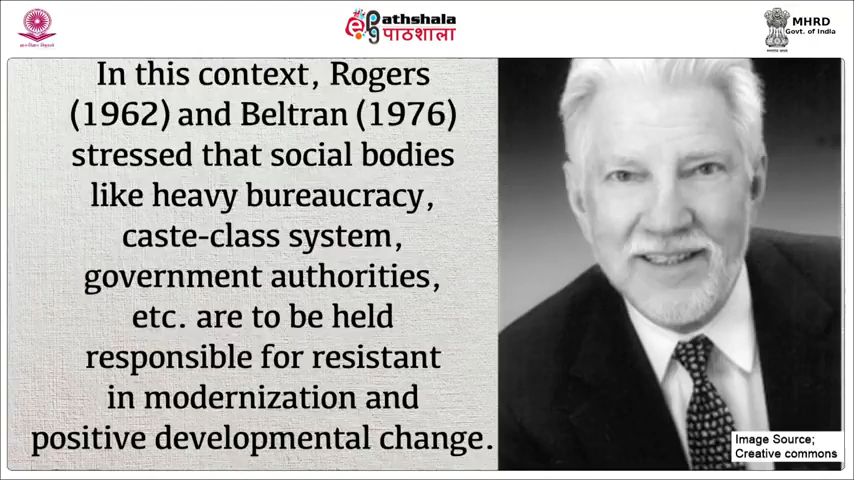 Pathshala
पाठशाला
MHRD
Govt. of India
In this context, Rogers
(1962) and Beltran (1976)
stressed that social bodies
like heavy bureaucracy,
caste-class system,
government authorities,
etc. are to be held
responsible for resistant
in modernization and
positive developmental change.
Image Source;
Creative commons